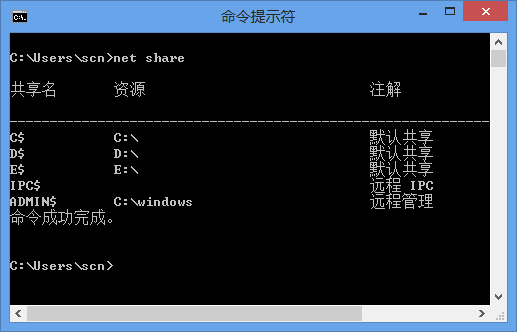 命令提示符
C:\Users\scn>net share
共享名 资源 注解
-------------------------------------------------------------------------------
C$ C:\ 默认共享
D$ D:\ 默认共享
E$ E:\ 默认共享
IPC$ 远程 IPC
ADMIN$ C:\windows 远程管理
命令成功完成。
C:\Users\scn>